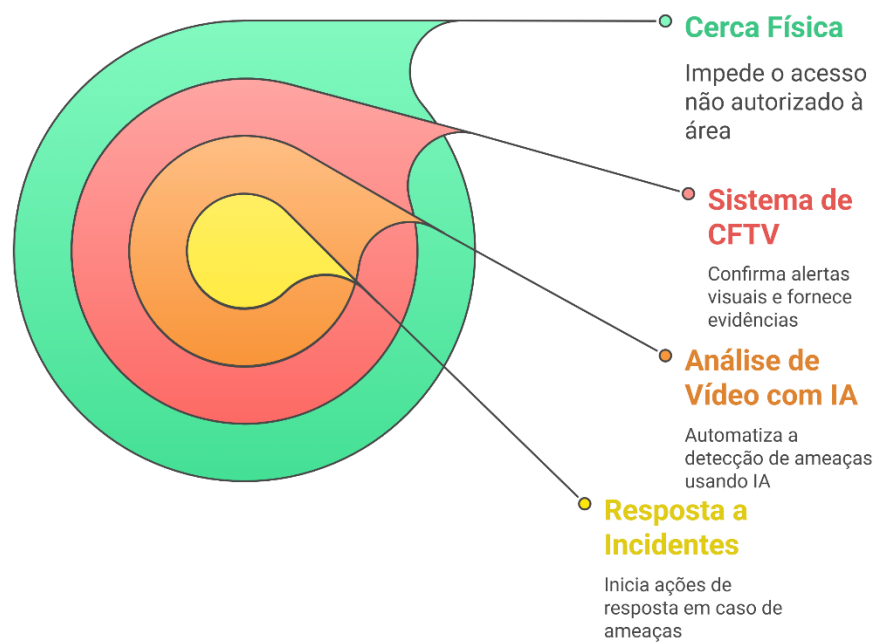 Cerca Física
Impede o acesso
não autorizado à
área
Sistema de
CFTV
Confirma alertas
visuais e fornece
evidências
Análise de
Vídeo com IA
Automatiza a
detecção de ameaças
usando IA
Resposta a
Incidentes
Inicia ações de
resposta em caso de
ameaças